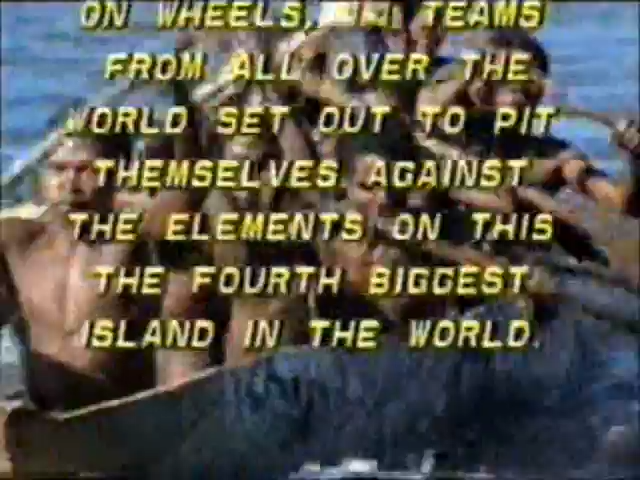 ON WHEELS, TEAMS
FROM ALL OVER THE
WORLD SET OUT TO PIT
THEMSELVES AGAINST
THE ELEMENTS ON THIS
THE FOURTH BIGGEST
ISLAND IN THE WORLD.